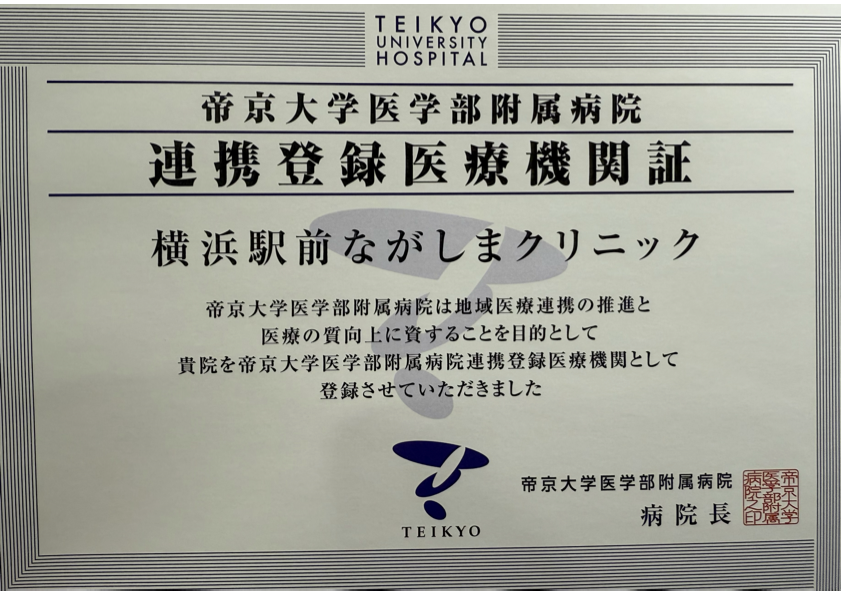 TEIKYO
UNIVERSITY
HOSPITAL
帝京大学医学部附属病院
連携登録医療機関証
横浜駅前ながしまクリニック
帝京大学医学部附属病院は地域医療連携の推進と
医療の質向上に資することを目的として
貴院を帝京大学医学部附属病院連携登録医療機関として
登録させていただきました
TEIKYO
帝京大学医学部附属病院
病院長
帝京大学
医学部附属
病院之印